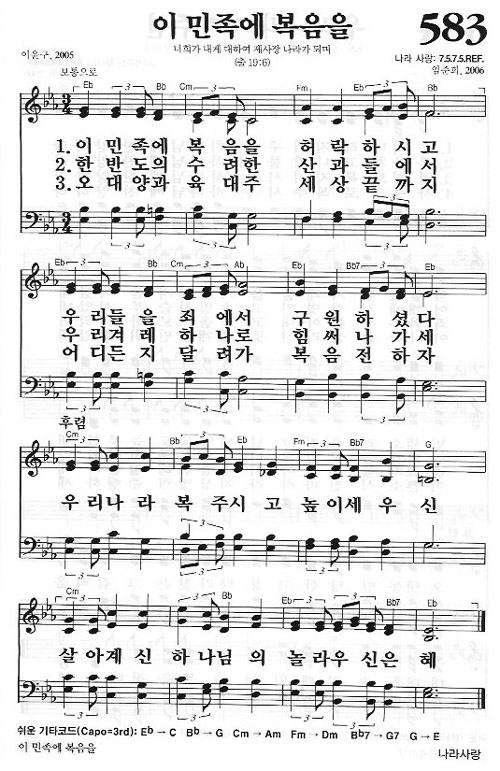 이 민족에 복음을
583
너희가 내게 대하여 제사장 나라가 되며
(출 19:6)
이윤구, 2005
나라 사랑: 7.5.7.5.REF.
임준희, 2006
보통으로
Eb Bb Cm Fm Eb Bb
1. 이 민족에 복음을 허락하시고
2. 한반도의 수려한 산과들에서
3. 오대양과 육대주 세상끝까지
Eb Bb Cm Ab Eb Bb7 Eb
우리들을 죄에서 구원하셨다
우리겨레 하나로 힘써나가세
어디든지 달려가 복음전하자
후렴
Cm Bb Eb Fm Bb7 G
우리나라 복주시고 높이세우신
Cm Bb Eb Bb7 Eb
살아계신 하나님의 놀라우신은혜
쉬운 기타코드(Capo=3rd): Eb → C Bb → G Cm → Am Fm → Dm Bb7 → G7 G → E
이 민족에 복음을
나라사랑